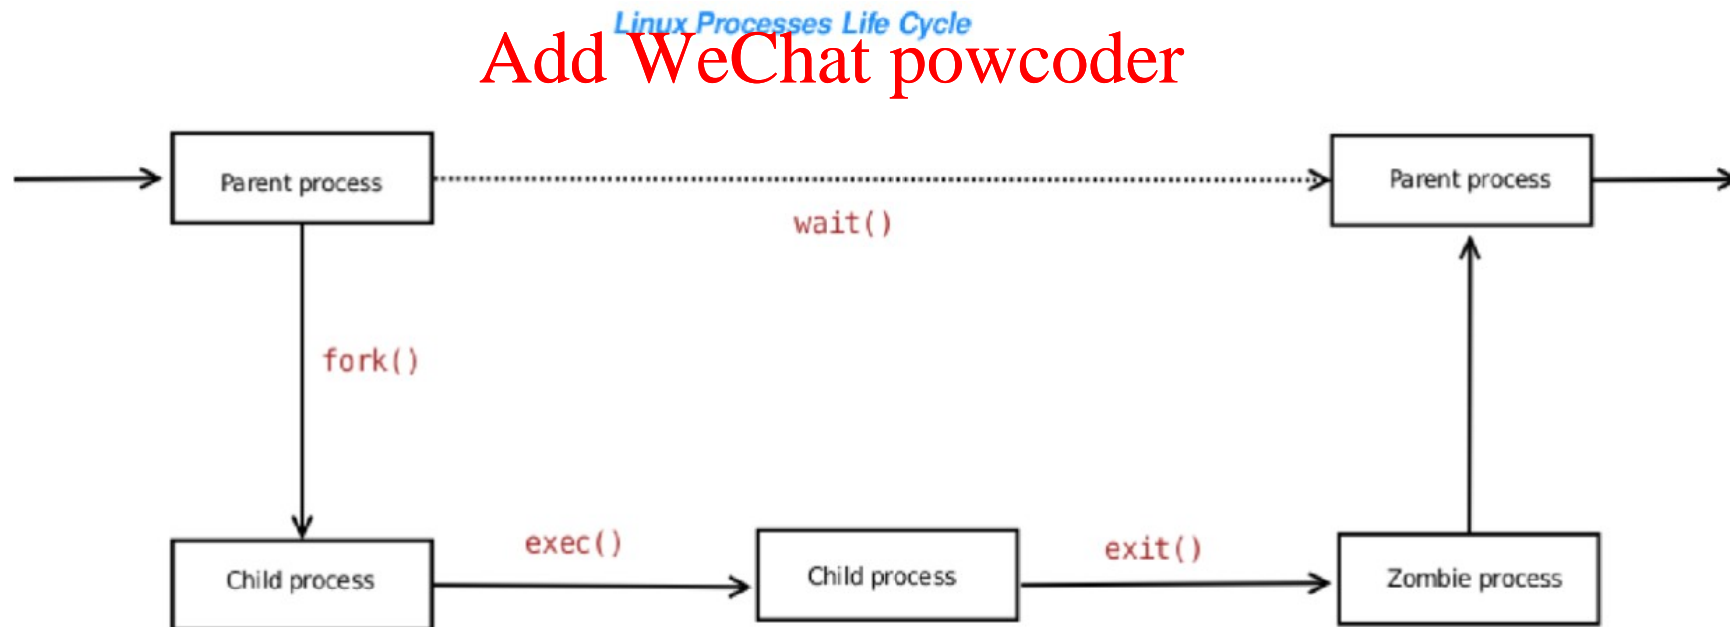 Linux Processes Life Cycle
Add WeChat powcoder
Parent process
Parent process
wait()
fork()
exec()
exit()
Child process
Child process
Zombie process